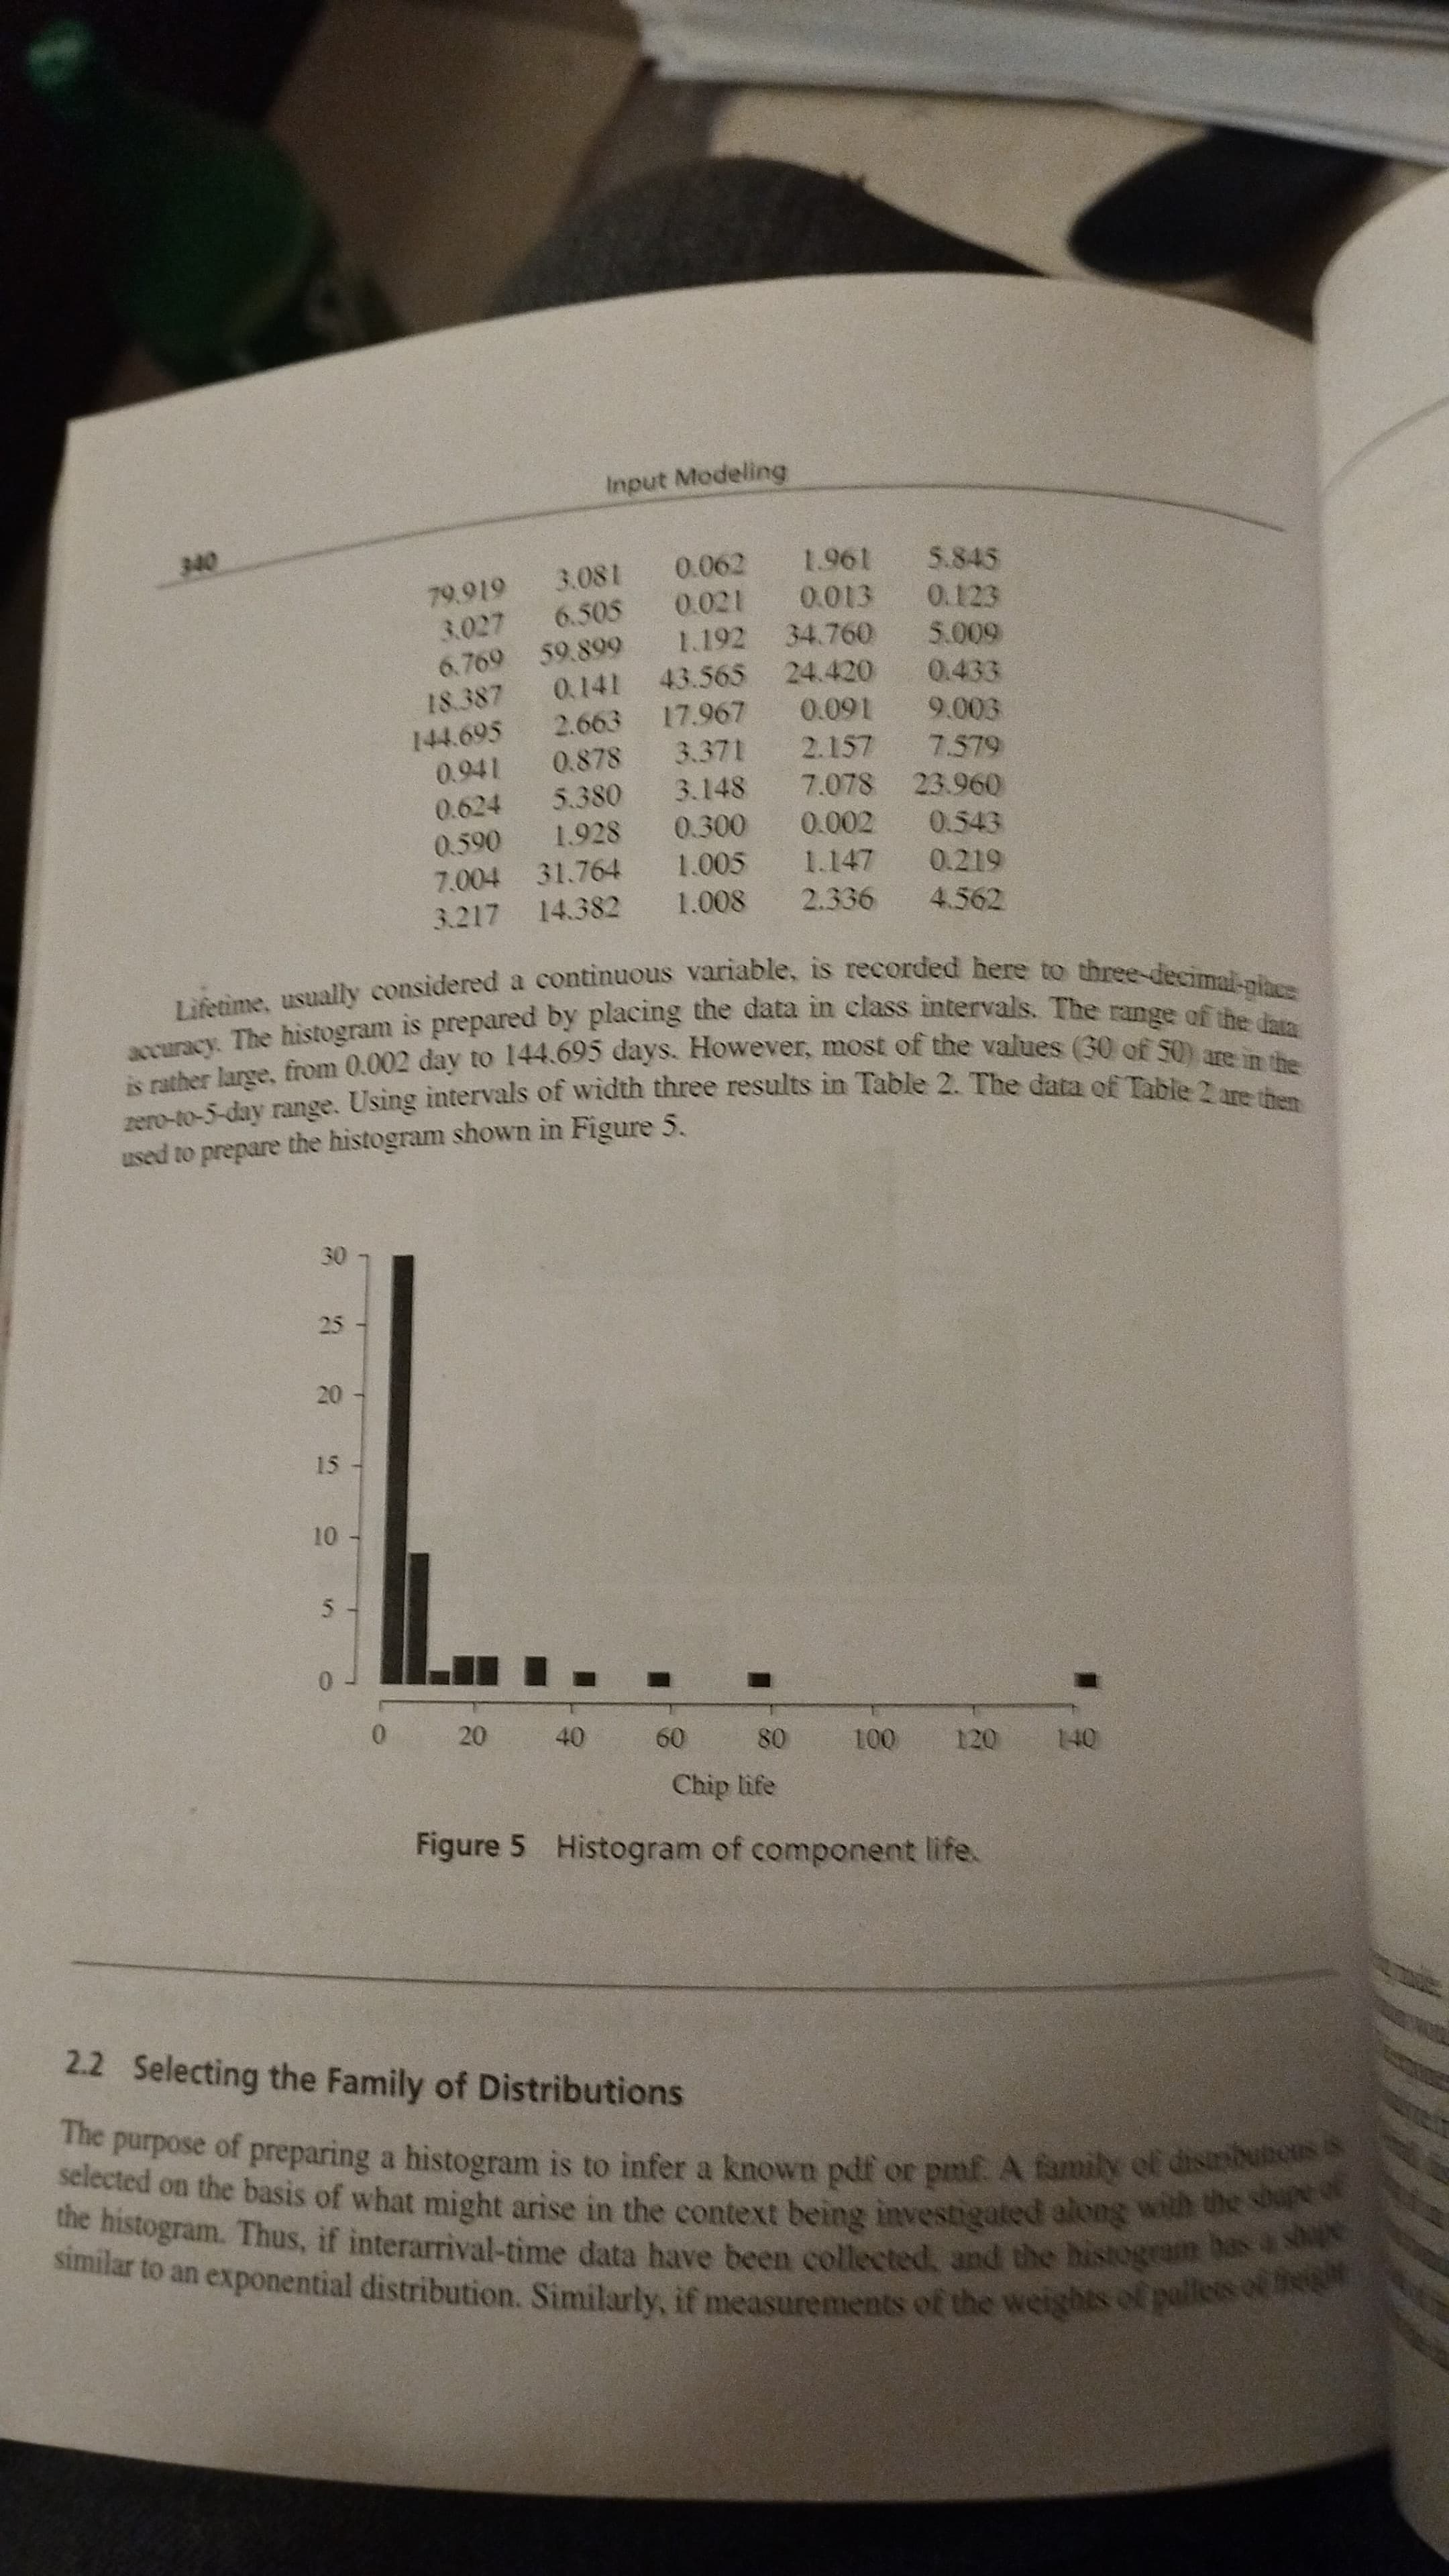 Input Modeling
340
79.919 3.081 0.062 1.961 5.845
3.027 6.505 0.021 0.013 0.123
6.769 59.899 1.192 34.760 5.009
18.387 0.141 43.565 24.420 0.433
144.695 2.663 17.967 0.091 9.003
0.941 0.878 3.371 2.157 7.579
0.624 5.380 3.148 7.078 23.960
0.590 1.928 0.300 0.002 0.543
7.004 31.764 1.005 1.147 0.219
3.217 14.382 1.008 2.336 4.562
Lifetime, usually considered a continuous variable, is recorded here to three-decimal-place
accuracy. The histogram is prepared by placing the data in class intervals. The range of the data
is rather large, from 0.002 day to 144.695 days. However, most of the values (30 of 50) are in the
zero-to-5-day range. Using intervals of width three results in Table 2. The data of Table 2 are then
used to prepare the histogram shown in Figure 5.
30
25
20
15
10
5
0
0 20 40 60 80 100 120 140
Chip life
Figure 5 Histogram of component life.
2.2 Selecting the Family of Distributions
The purpose of preparing a histogram is to infer a known pdf or pmf. A family of distributions is
selected on the basis of what might arise in the context being investigated along with the shape of
the histogram. Thus, if interarrival-time data have been collected, and the histogram has a shape
similar to an exponential distribution. Similarly, if measurements of the weights of pallets of freight